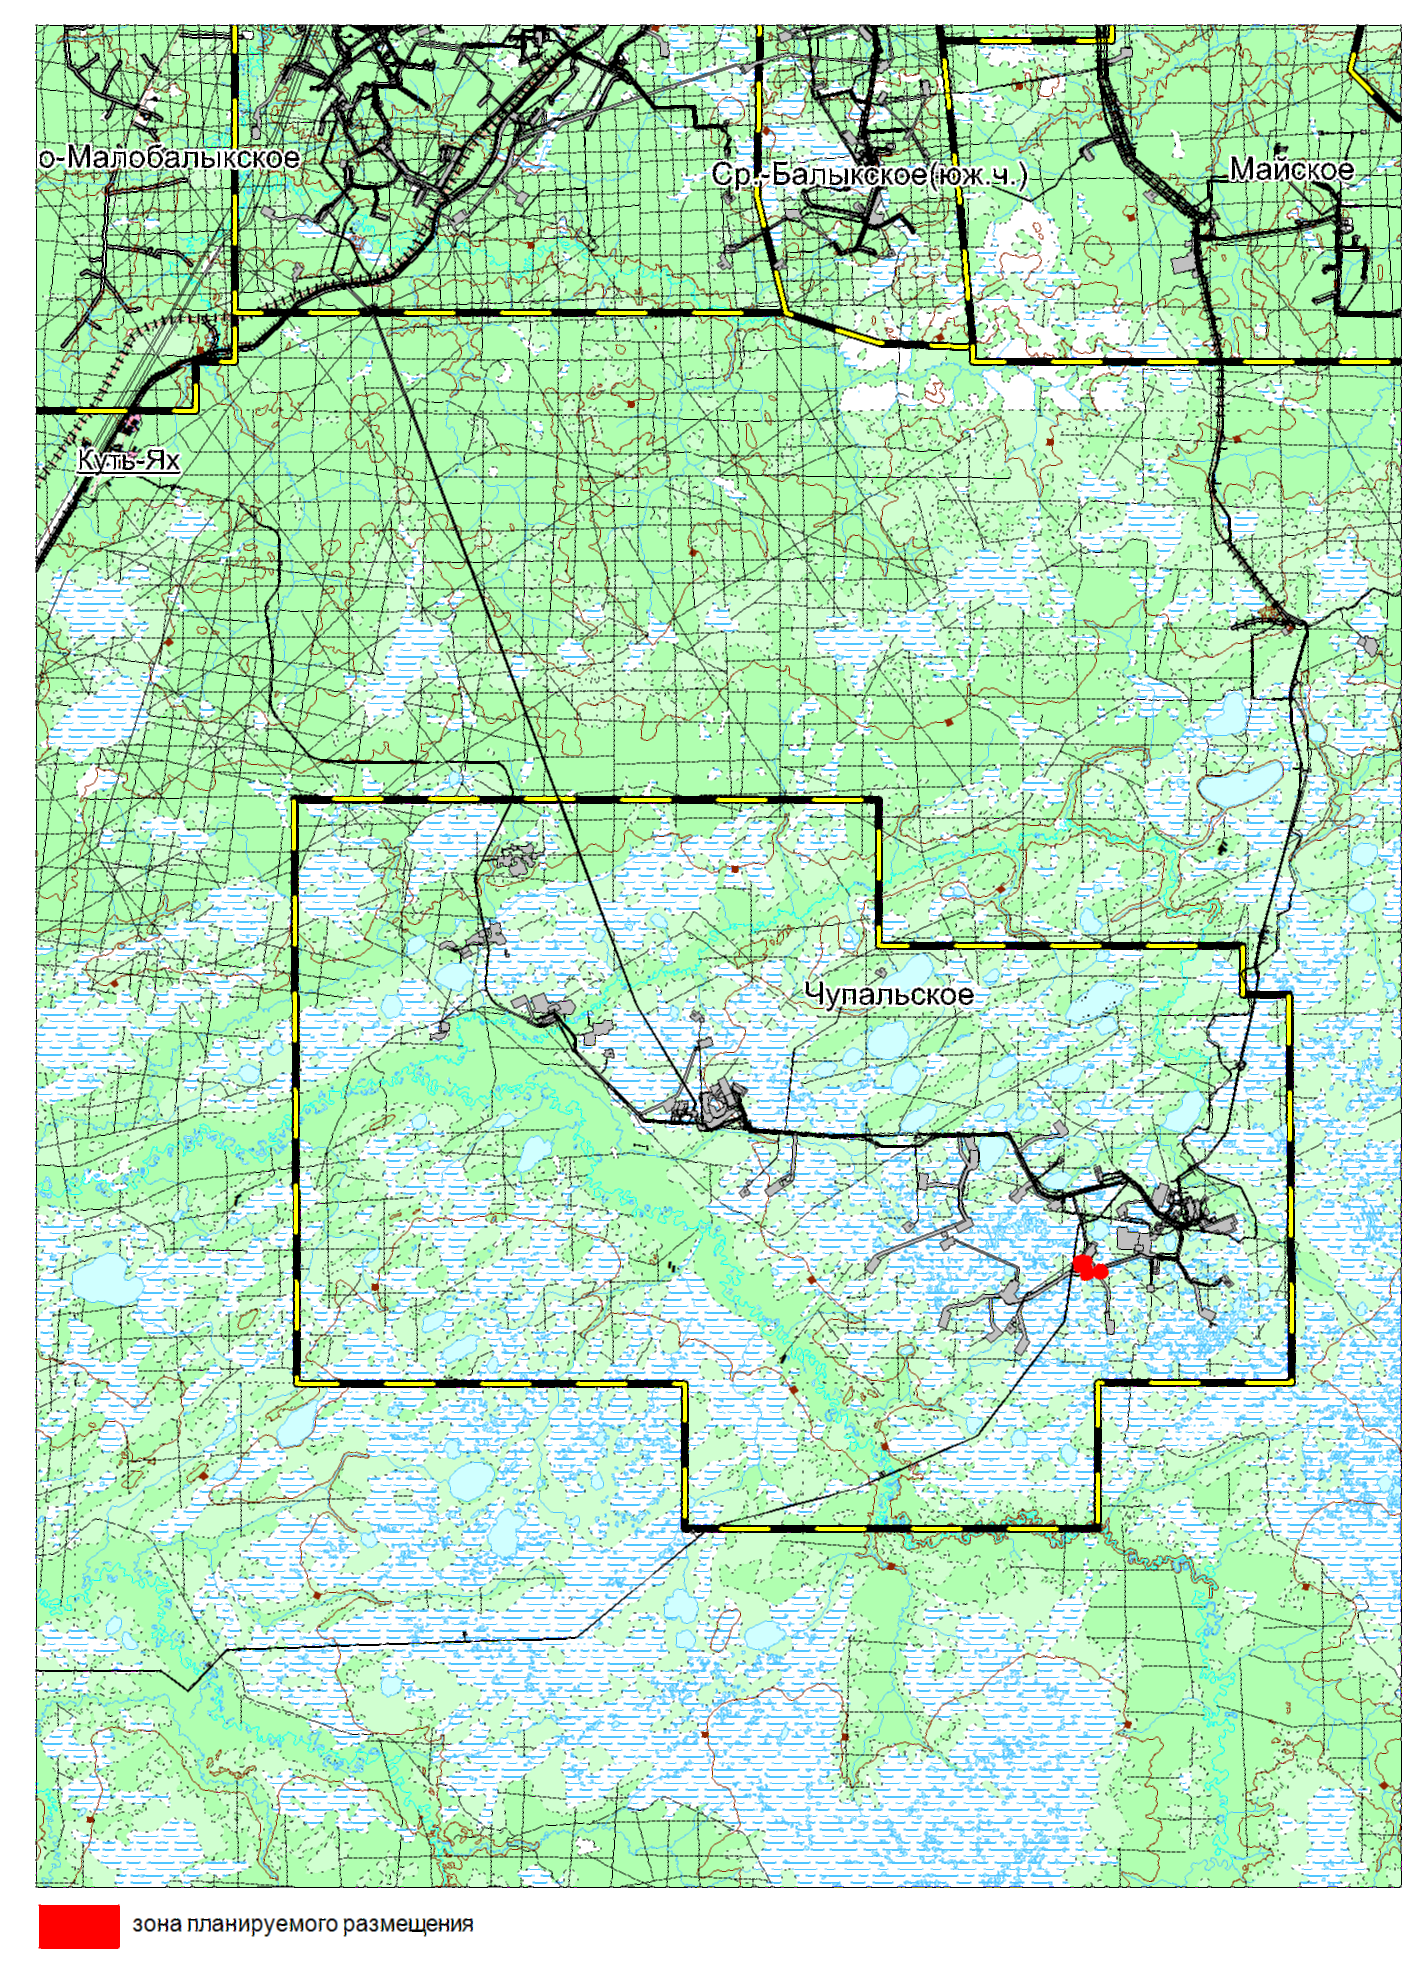 о-Малобалыкское
Ср.-Балыкское(юж.ч.)
Майское
Куть-Ях
Чупальское
зона планируемого размещения